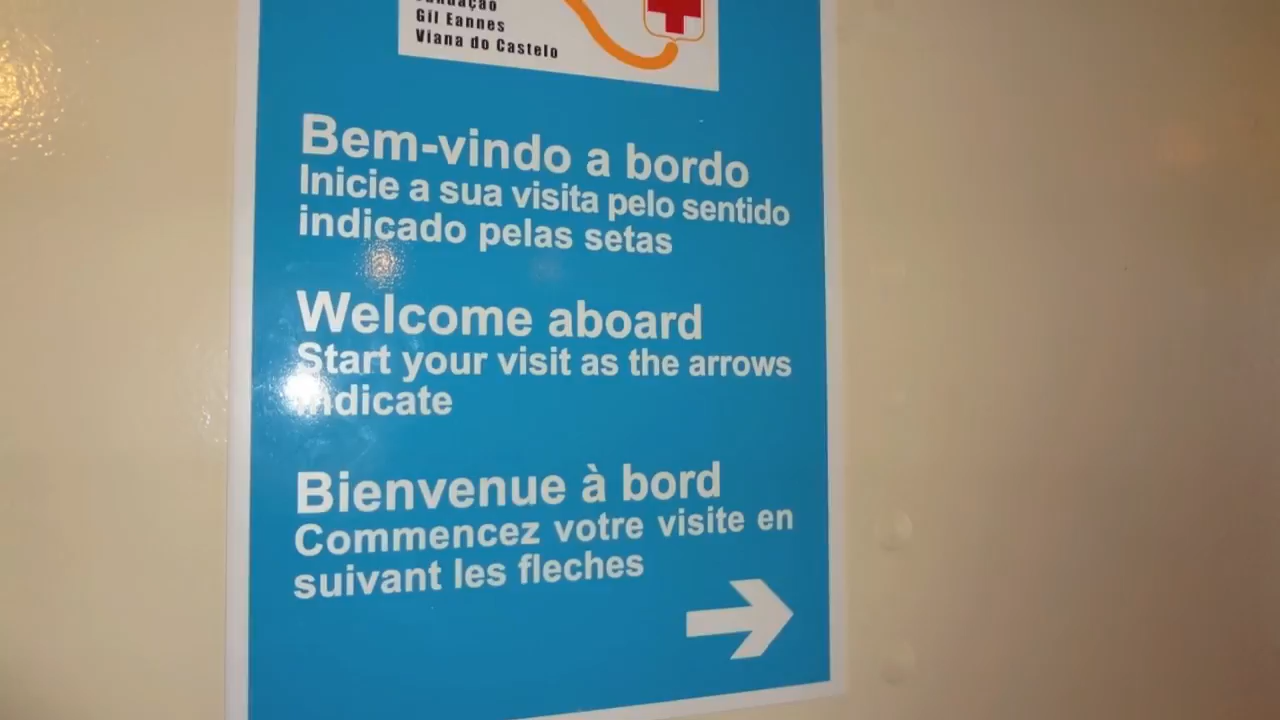 Fundação
Gil Eannes
Viana do Castelo
Bem-vindo a bordo
Inicie a sua visita pelo sentido
indicado pelas setas
Welcome aboard
Start your visit as the arrows
indicate
Bienvenue à bord
Commencez votre visite en
suivant les fleches